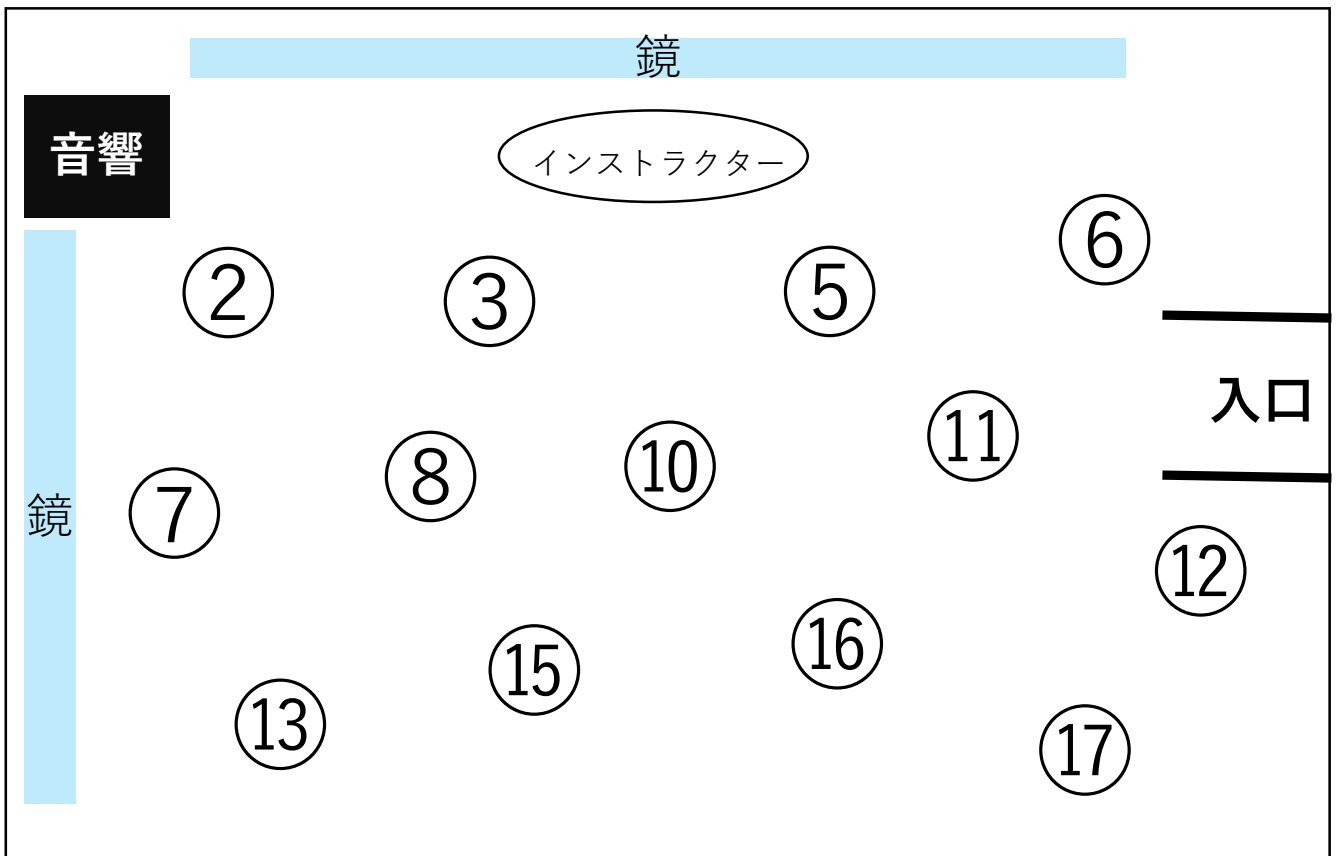 鏡
音響
インストラクター
⑥
② ③ ⑤
入口
⑪
⑧ ⑩
⑦
鏡
⑫
⑯
⑮
⑬
⑰